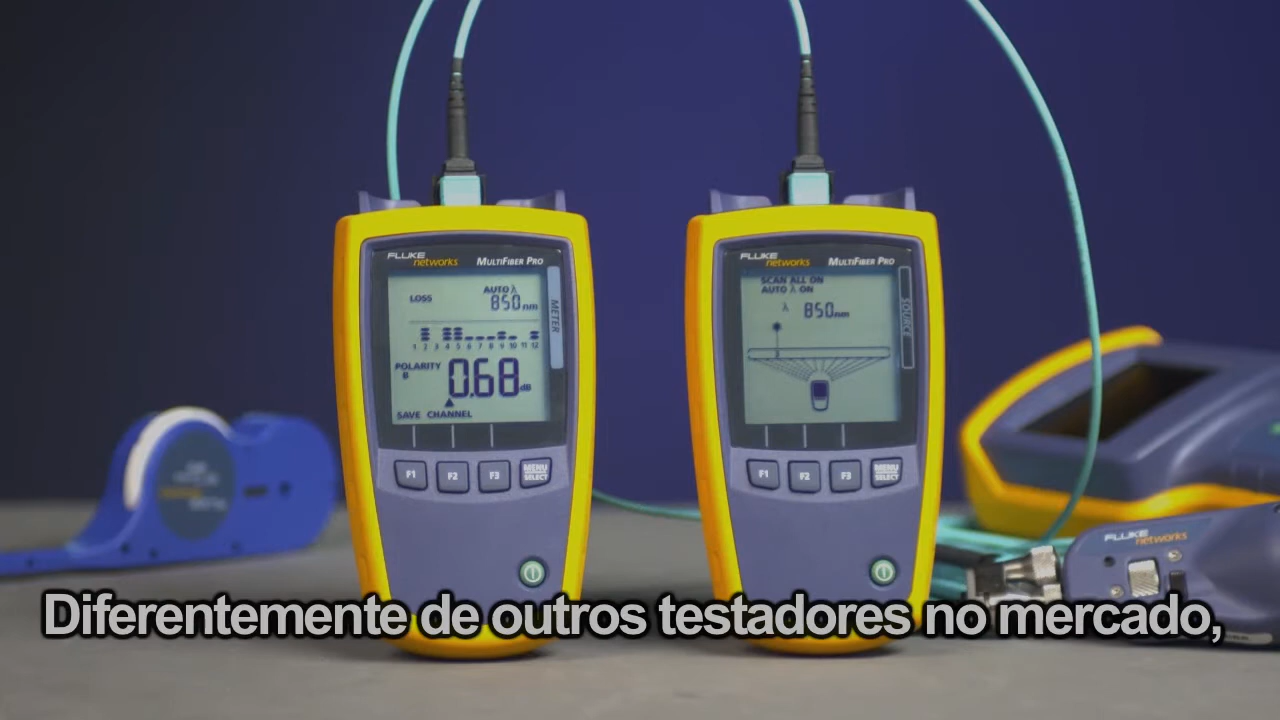 FLUKE networks MULTIFIBER PRO
LOSS
AUTO λ
850 nm
METER
1 2 3 4 5 6 7 8 9 10 11 12
POLARITY
B
0.68 dB
SAVE CHANNEL
F1 F2 F3 MENU SELECT
FLUKE networks MULTIFIBER PRO
SCAN ALL ON
AUTO λ ON
λ 850 nm
SOURCE
F1 F2 F3 MENU SELECT
FLUKE networks
Diferentemente de outros testadores no mercado,